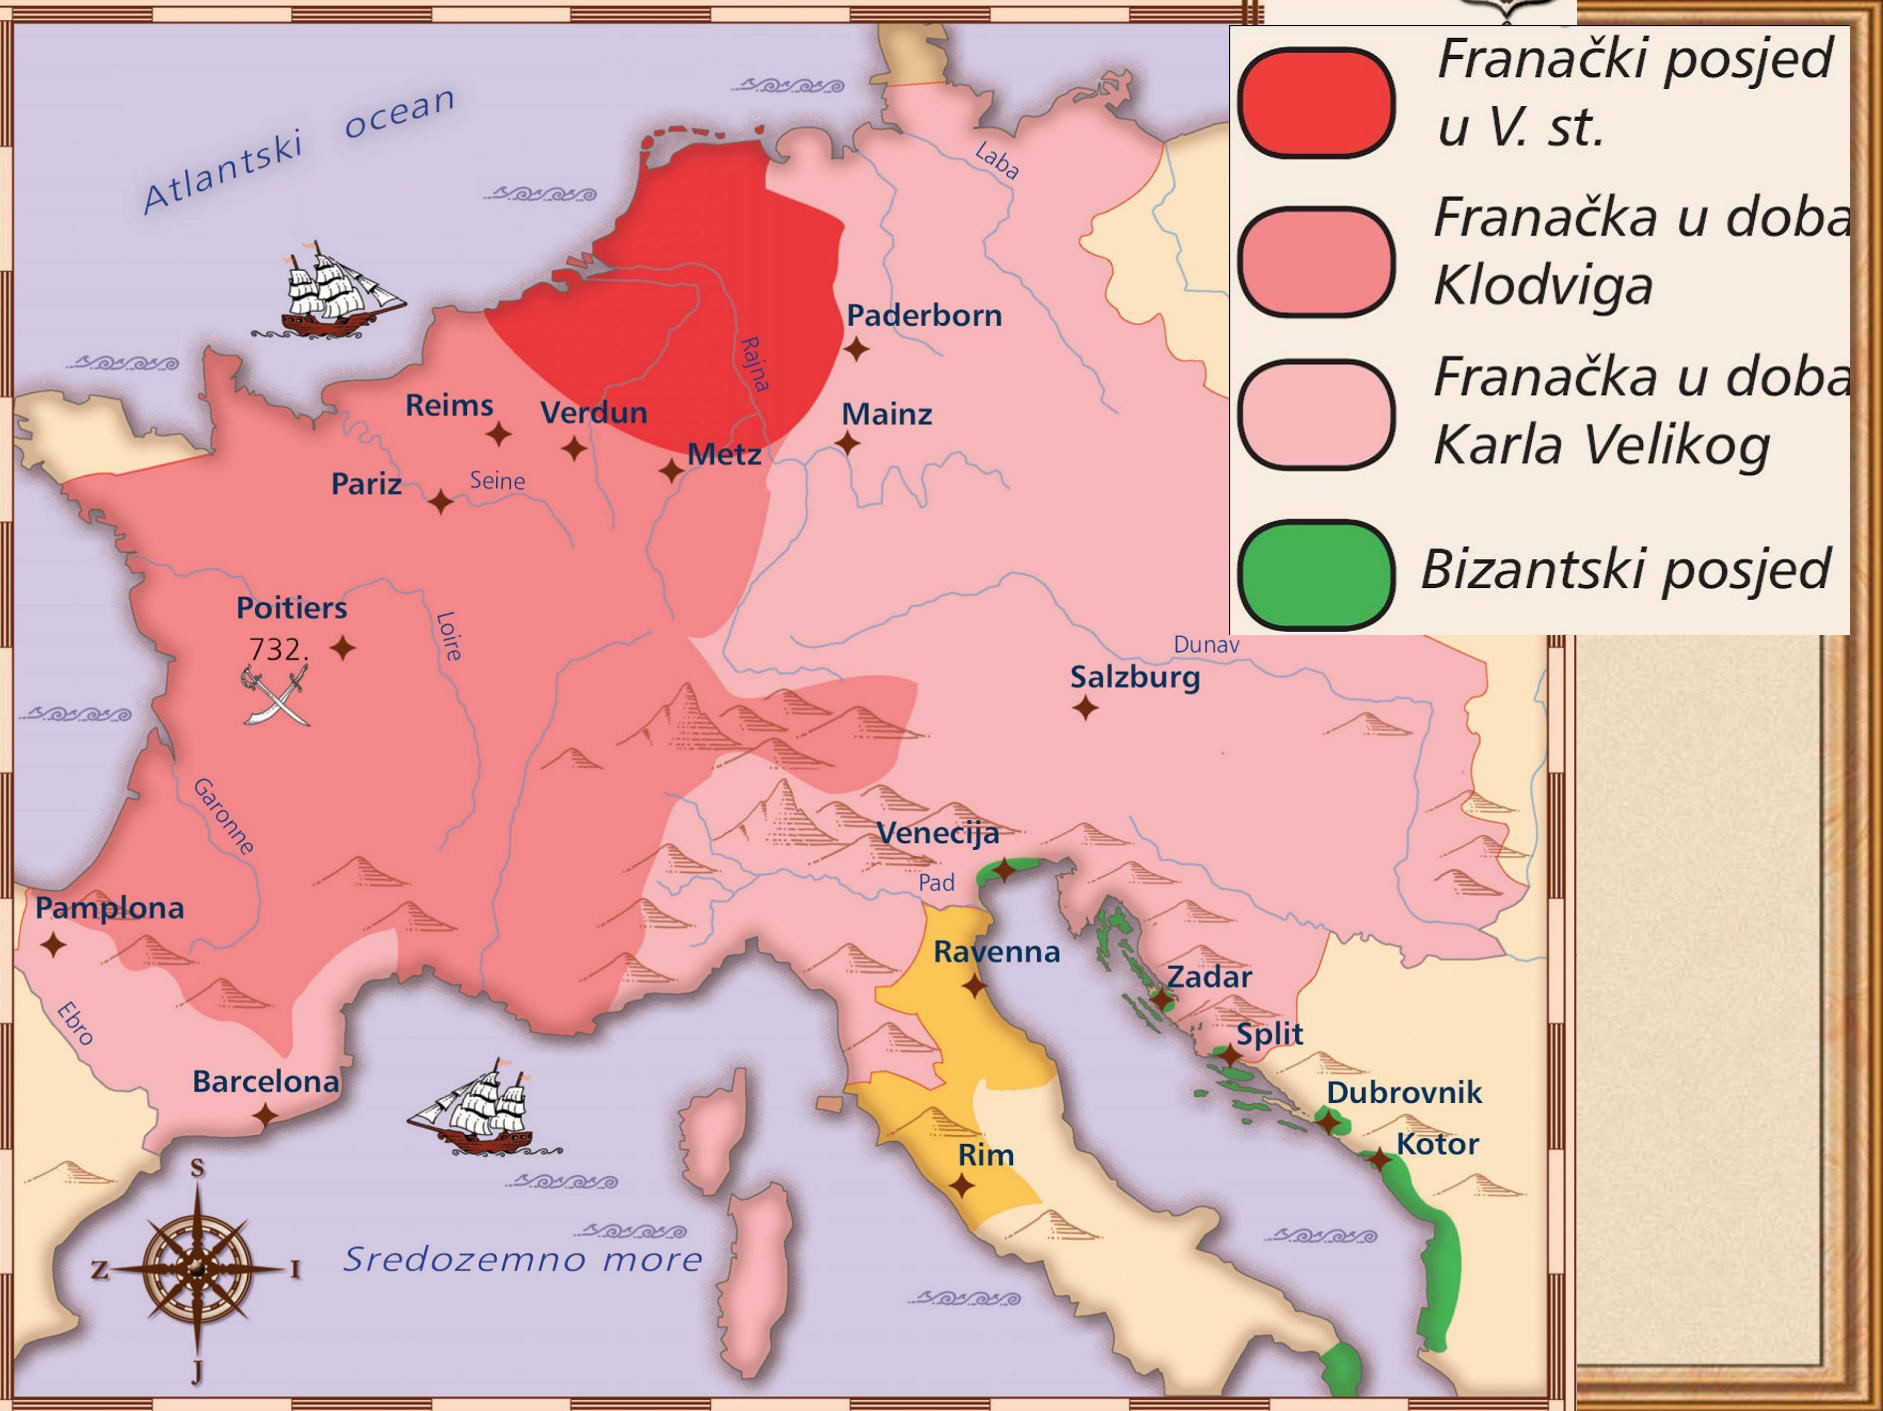 Franački posjed
u V. st.
Franačka u doba
Klodviga
Franačka u doba
Karla Velikog
Bizantski posjed
Atlantski ocean
Laba
Paderborn
Rajna
Reims
Verdun
Mainz
Metz
Pariz
Seine
Poitiers
732.
Loire
Dunav
Salzburg
Garonne
Venecija
Pad
Pamplona
Ravenna
Zadar
Ebro
Split
Barcelona
Dubrovnik
Kotor
Rim
S
Z
I
J
Sredozemno more